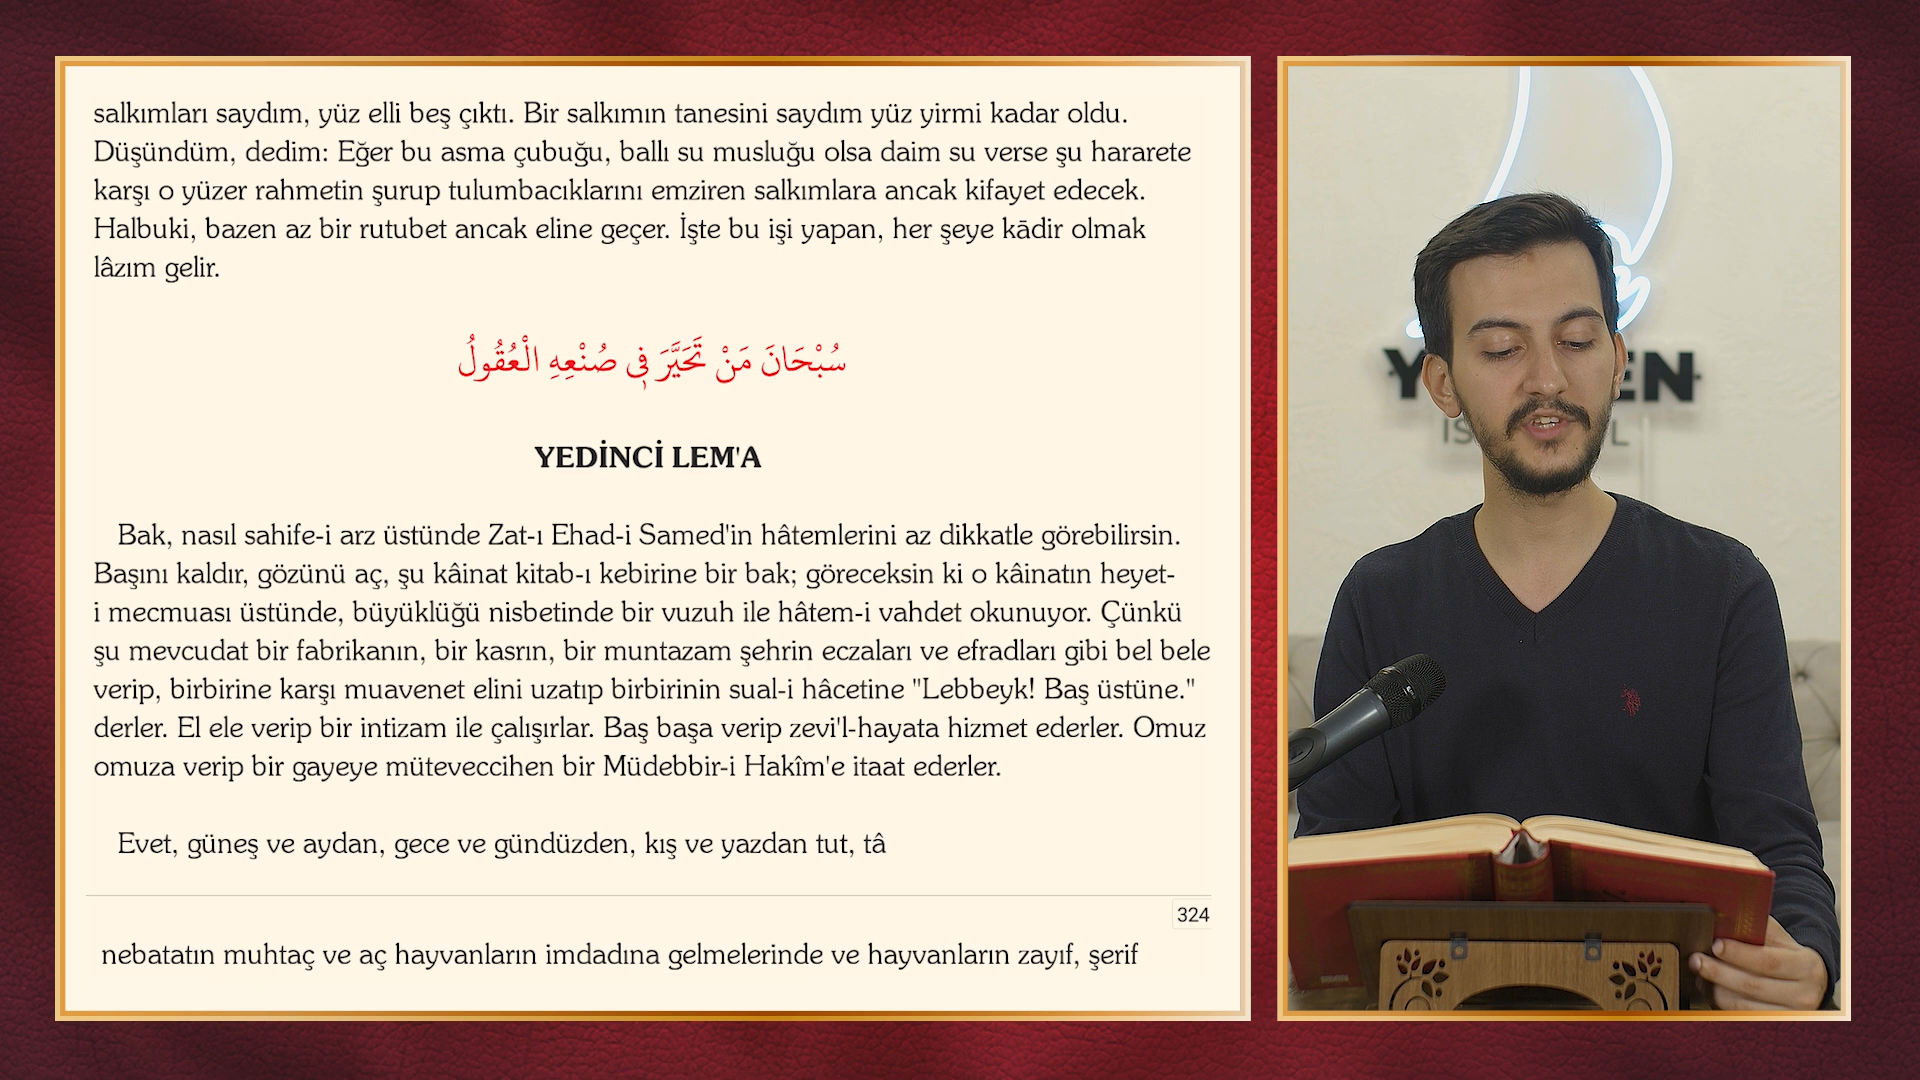 salkımları saydım, yüz elli beş çıktı. Bir salkımın tanesini saydım yüz yirmi kadar oldu.
Düşündüm, dedim: Eğer bu asma çubuğu, ballı su musluğu olsa daim su verse şu hararete
karşı o yüzer rahmetin şurup tulumbacıklarını emziren salkımlara ancak kifayet edecek.
Halbuki, bazen az bir rutubet ancak eline geçer. İşte bu işi yapan, her şeye kādir olmak
lâzım gelir.
سُبْحَانَ مَنْ تَحَيَّرَ فِى صُنْعِهِ الْعُقُولُ
YEDİNCİ LEM'A
Bak, nasıl sahife-i arz üstünde Zat-ı Ehad-i Samed'in hâtemlerini az dikkatle görebilirsin.
Başını kaldır, gözünü aç, şu kâinat kitab-ı kebirine bir bak; göreceksin ki o kâinatın heyet-
i mecmuası üstünde, büyüklüğü nisbetinde bir vuzuh ile hâtem-i vahdet okunuyor. Çünkü
şu mevcudat bir fabrikanın, bir kasrın, bir muntazam şehrin eczaları ve efradları gibi bel bele
verip, birbirine karşı muavenet elini uzatıp birbirinin sual-i hâcetine "Lebbeyk! Baş üstüne."
derler. El ele verip bir intizam ile çalışırlar. Baş başa verip zevi'l-hayata hizmet ederler. Omuz
omuza verip bir gayeye müteveccihen bir Müdebbir-i Hakîm'e itaat ederler.
Evet, güneş ve aydan, gece ve gündüzden, kış ve yazdan tut, tâ
324
nebatatın muhtaç ve aç hayvanların imdadına gelmelerinde ve hayvanların zayıf, şerif